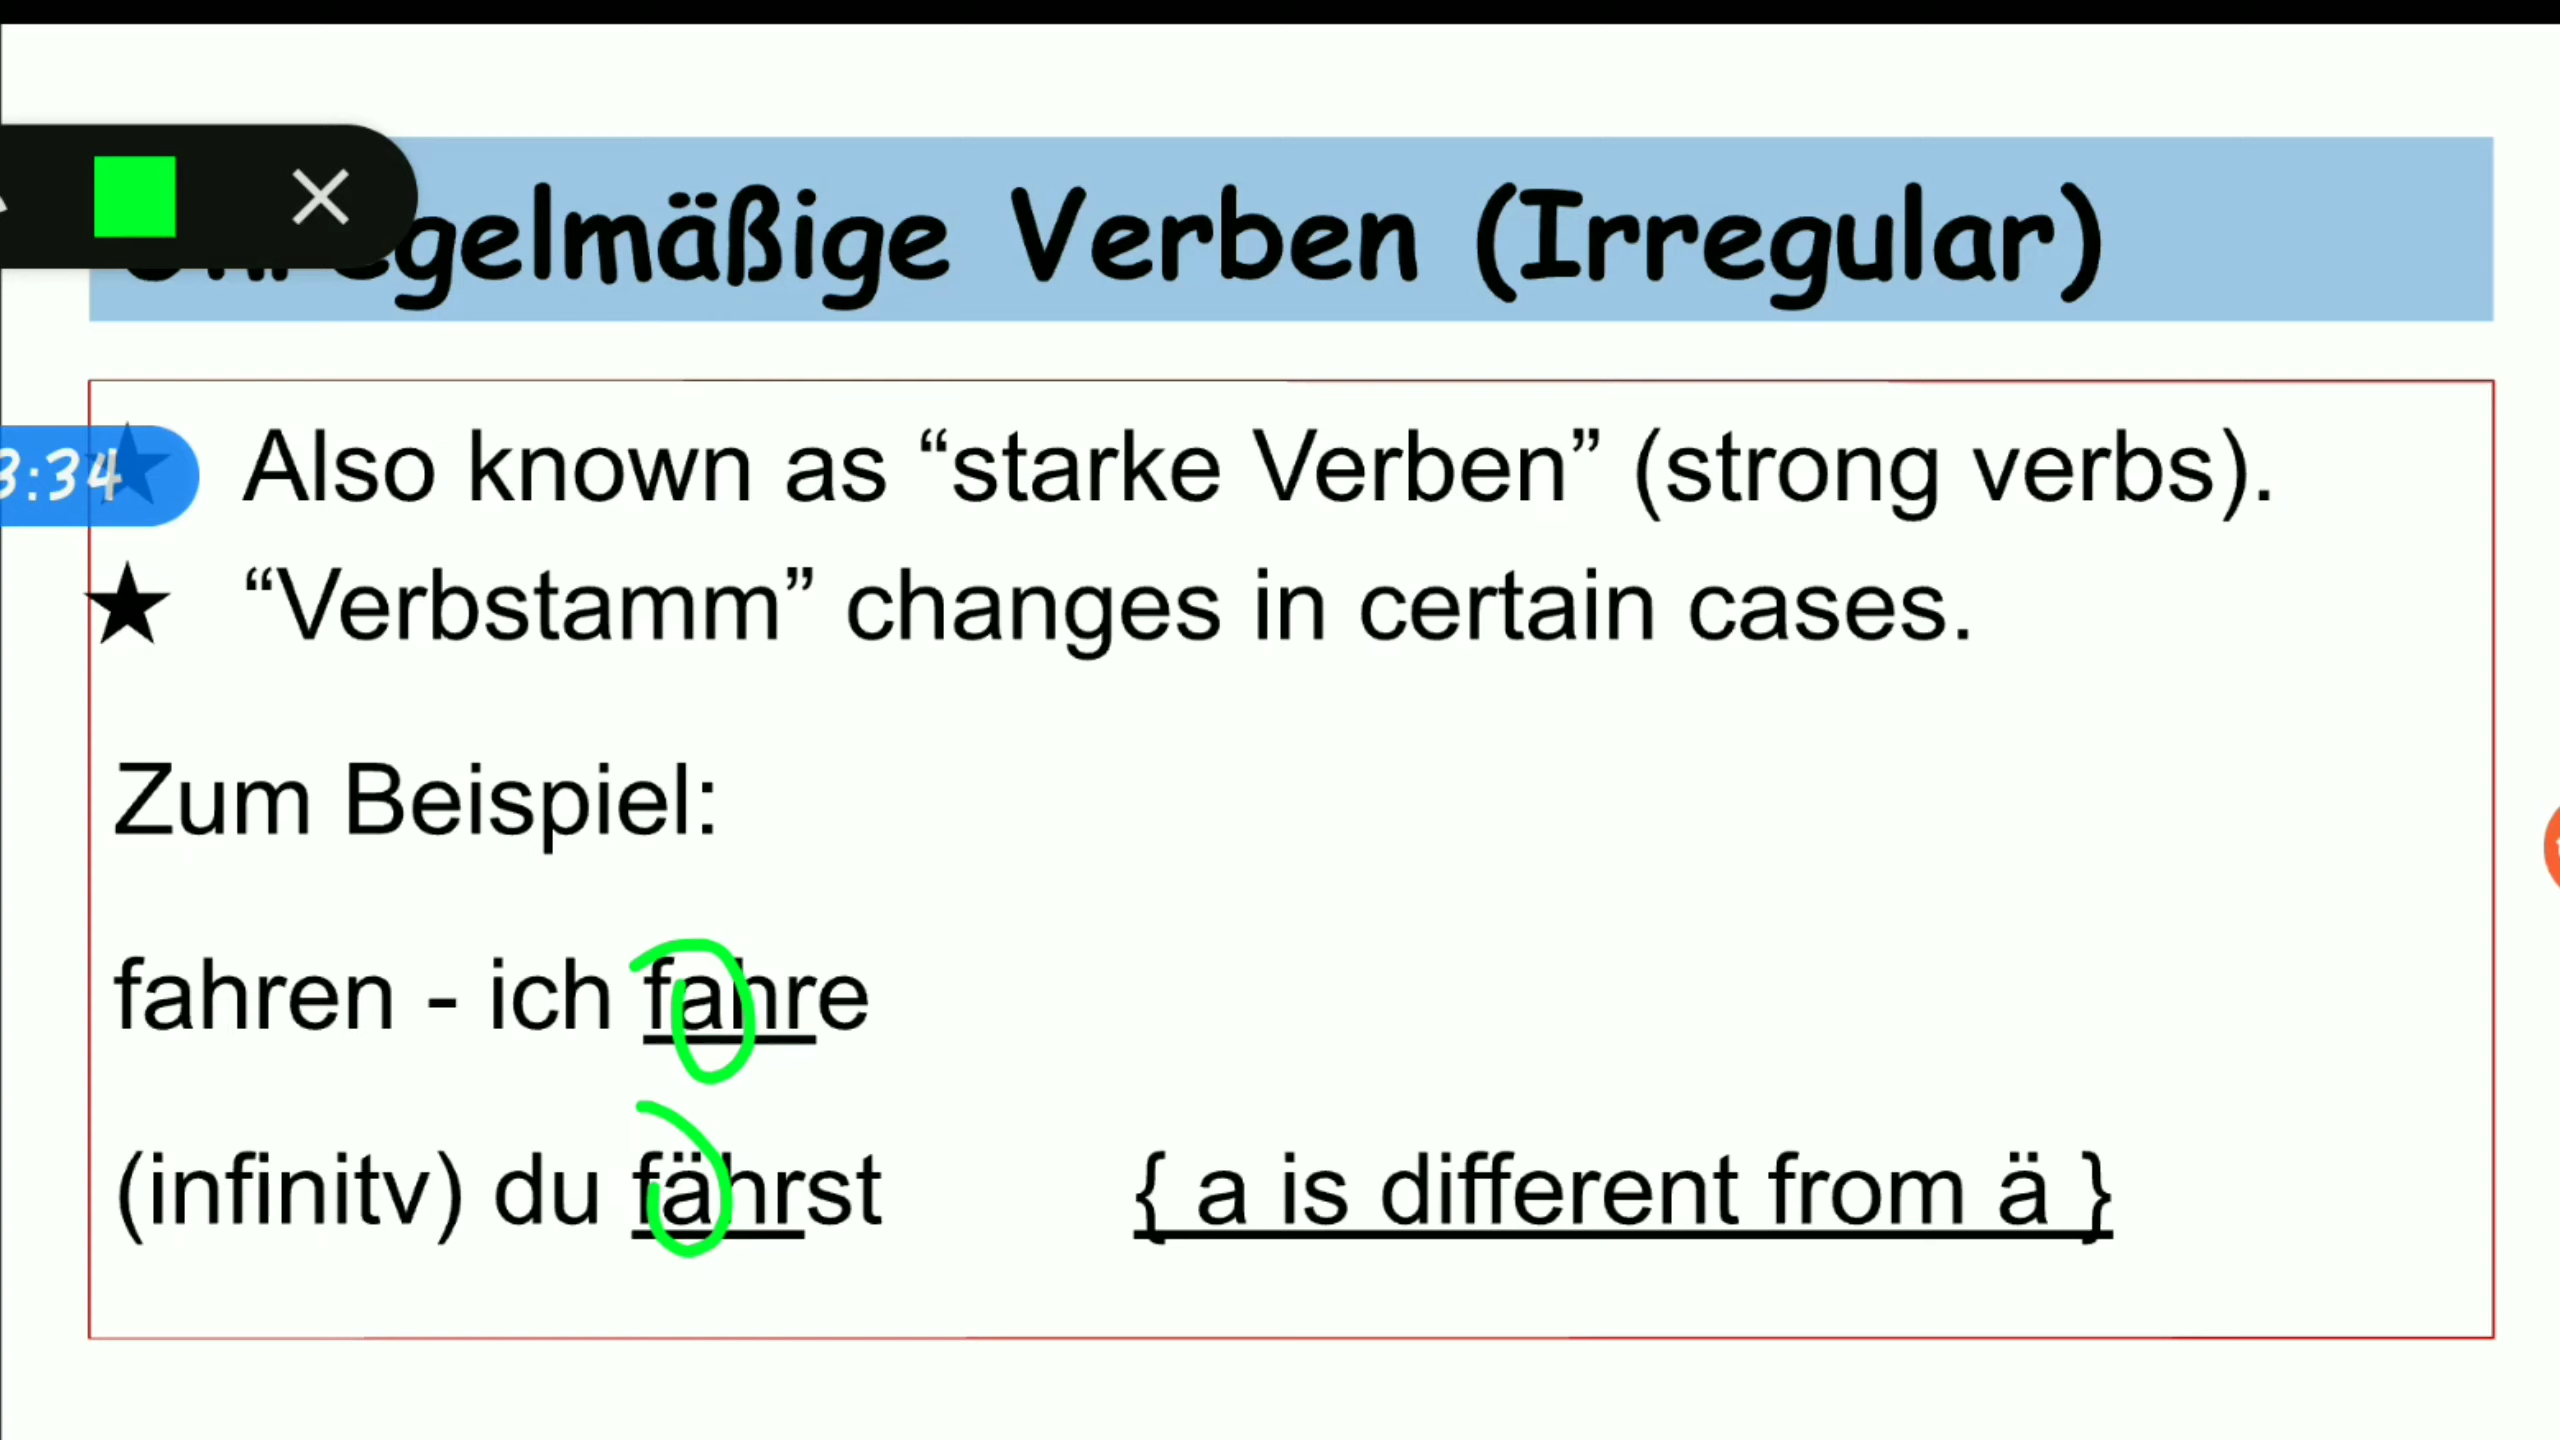 gelmäßige Verben (Irregular)
3:34
Also known as “starke Verben” (strong verbs).
★ “Verbstamm” changes in certain cases.
Zum Beispiel:
fahren - ich fahre
(infinitv) du fährst { a is different from ä }